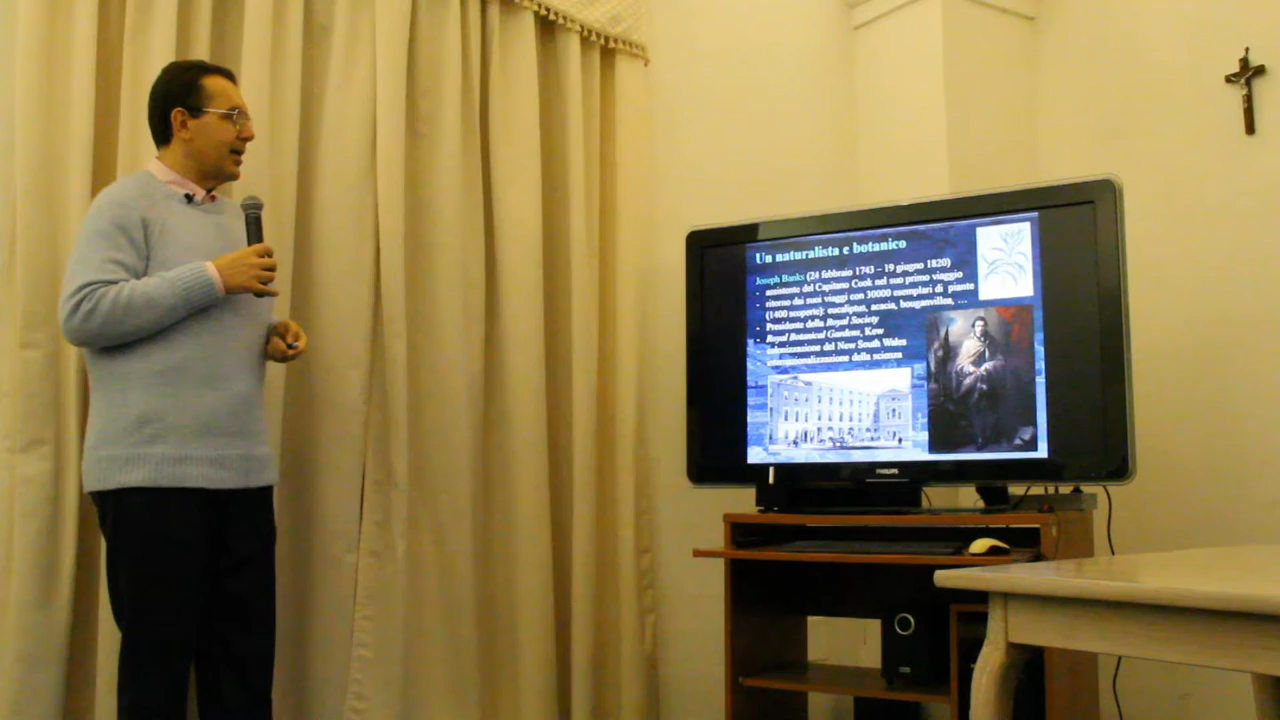 Un naturalista e botanico
Joseph Banks (24 febbraio 1743 – 19 giugno 1820)
- assistente del Capitano Cook nel suo primo viaggio
- ritorno dai suoi viaggi con 30000 esemplari di piante
(1400 scoperte): eucaliptus, acacia, bouganvillea, …
- Presidente della Royal Society
- Royal Botanical Gardens, Kew
colonizzazione del New South Wales
internazionalizzazione della scienza
PHILIPS